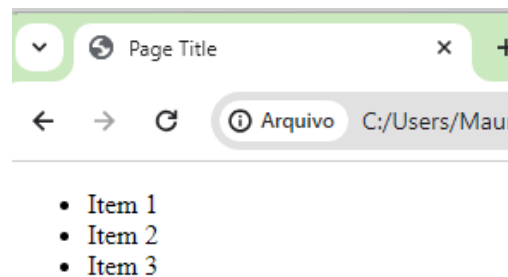 Page Title
Arquivo C:/Users/Mau
Item 1
Item 2
Item 3